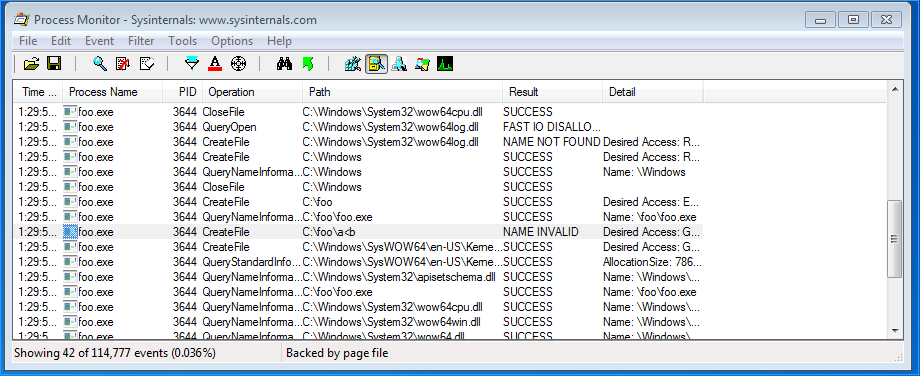 Process Monitor - Sysinternals: www.sysinternals.com
File Edit Event Filter Tools Options Help
Time ... Process Name PID Operation Path Result Detail
1:29:5... foo.exe 3644 CloseFile C:\Windows\System32\wow64cpu.dll SUCCESS
1:29:5... foo.exe 3644 QueryOpen C:\Windows\System32\wow64log.dll FAST IO DISALLO...
1:29:5... foo.exe 3644 CreateFile C:\Windows\System32\wow64log.dll NAME NOT FOUND Desired Access: R...
1:29:5... foo.exe 3644 CreateFile C:\Windows SUCCESS Desired Access: R...
1:29:5... foo.exe 3644 QueryNameInforma... C:\Windows SUCCESS Name: \Windows
1:29:5... foo.exe 3644 CloseFile C:\Windows SUCCESS
1:29:5... foo.exe 3644 CreateFile C:\foo SUCCESS Desired Access: E...
1:29:5... foo.exe 3644 QueryNameInforma... C:\foo\foo.exe SUCCESS Name: \foo\foo.exe
1:29:5... foo.exe 3644 CreateFile C:\foo\a<b NAME INVALID Desired Access: G...
1:29:5... foo.exe 3644 CreateFile C:\Windows\SysWOW64\en-US\Kerne... SUCCESS Desired Access: G...
1:29:5... foo.exe 3644 QueryStandardInfo... C:\Windows\SysWOW64\en-US\Kerne... SUCCESS AllocationSize: 786...
1:29:5... foo.exe 3644 QueryNameInforma... C:\Windows\System32\apisetschema.dll SUCCESS Name: \Windows\...
1:29:5... foo.exe 3644 QueryNameInforma... C:\foo\foo.exe SUCCESS Name: \foo\foo.exe
1:29:5... foo.exe 3644 QueryNameInforma... C:\Windows\System32\wow64cpu.dll SUCCESS Name: \Windows\...
1:29:5... foo.exe 3644 QueryNameInforma... C:\Windows\System32\wow64win.dll SUCCESS Name: \Windows\...
1:29:5... foo.exe 3644 QueryNameInforma... C:\Windows\System32\wow64.dll SUCCESS Name: \Windows\...
Showing 42 of 114,777 events (0.036%) Backed by page file